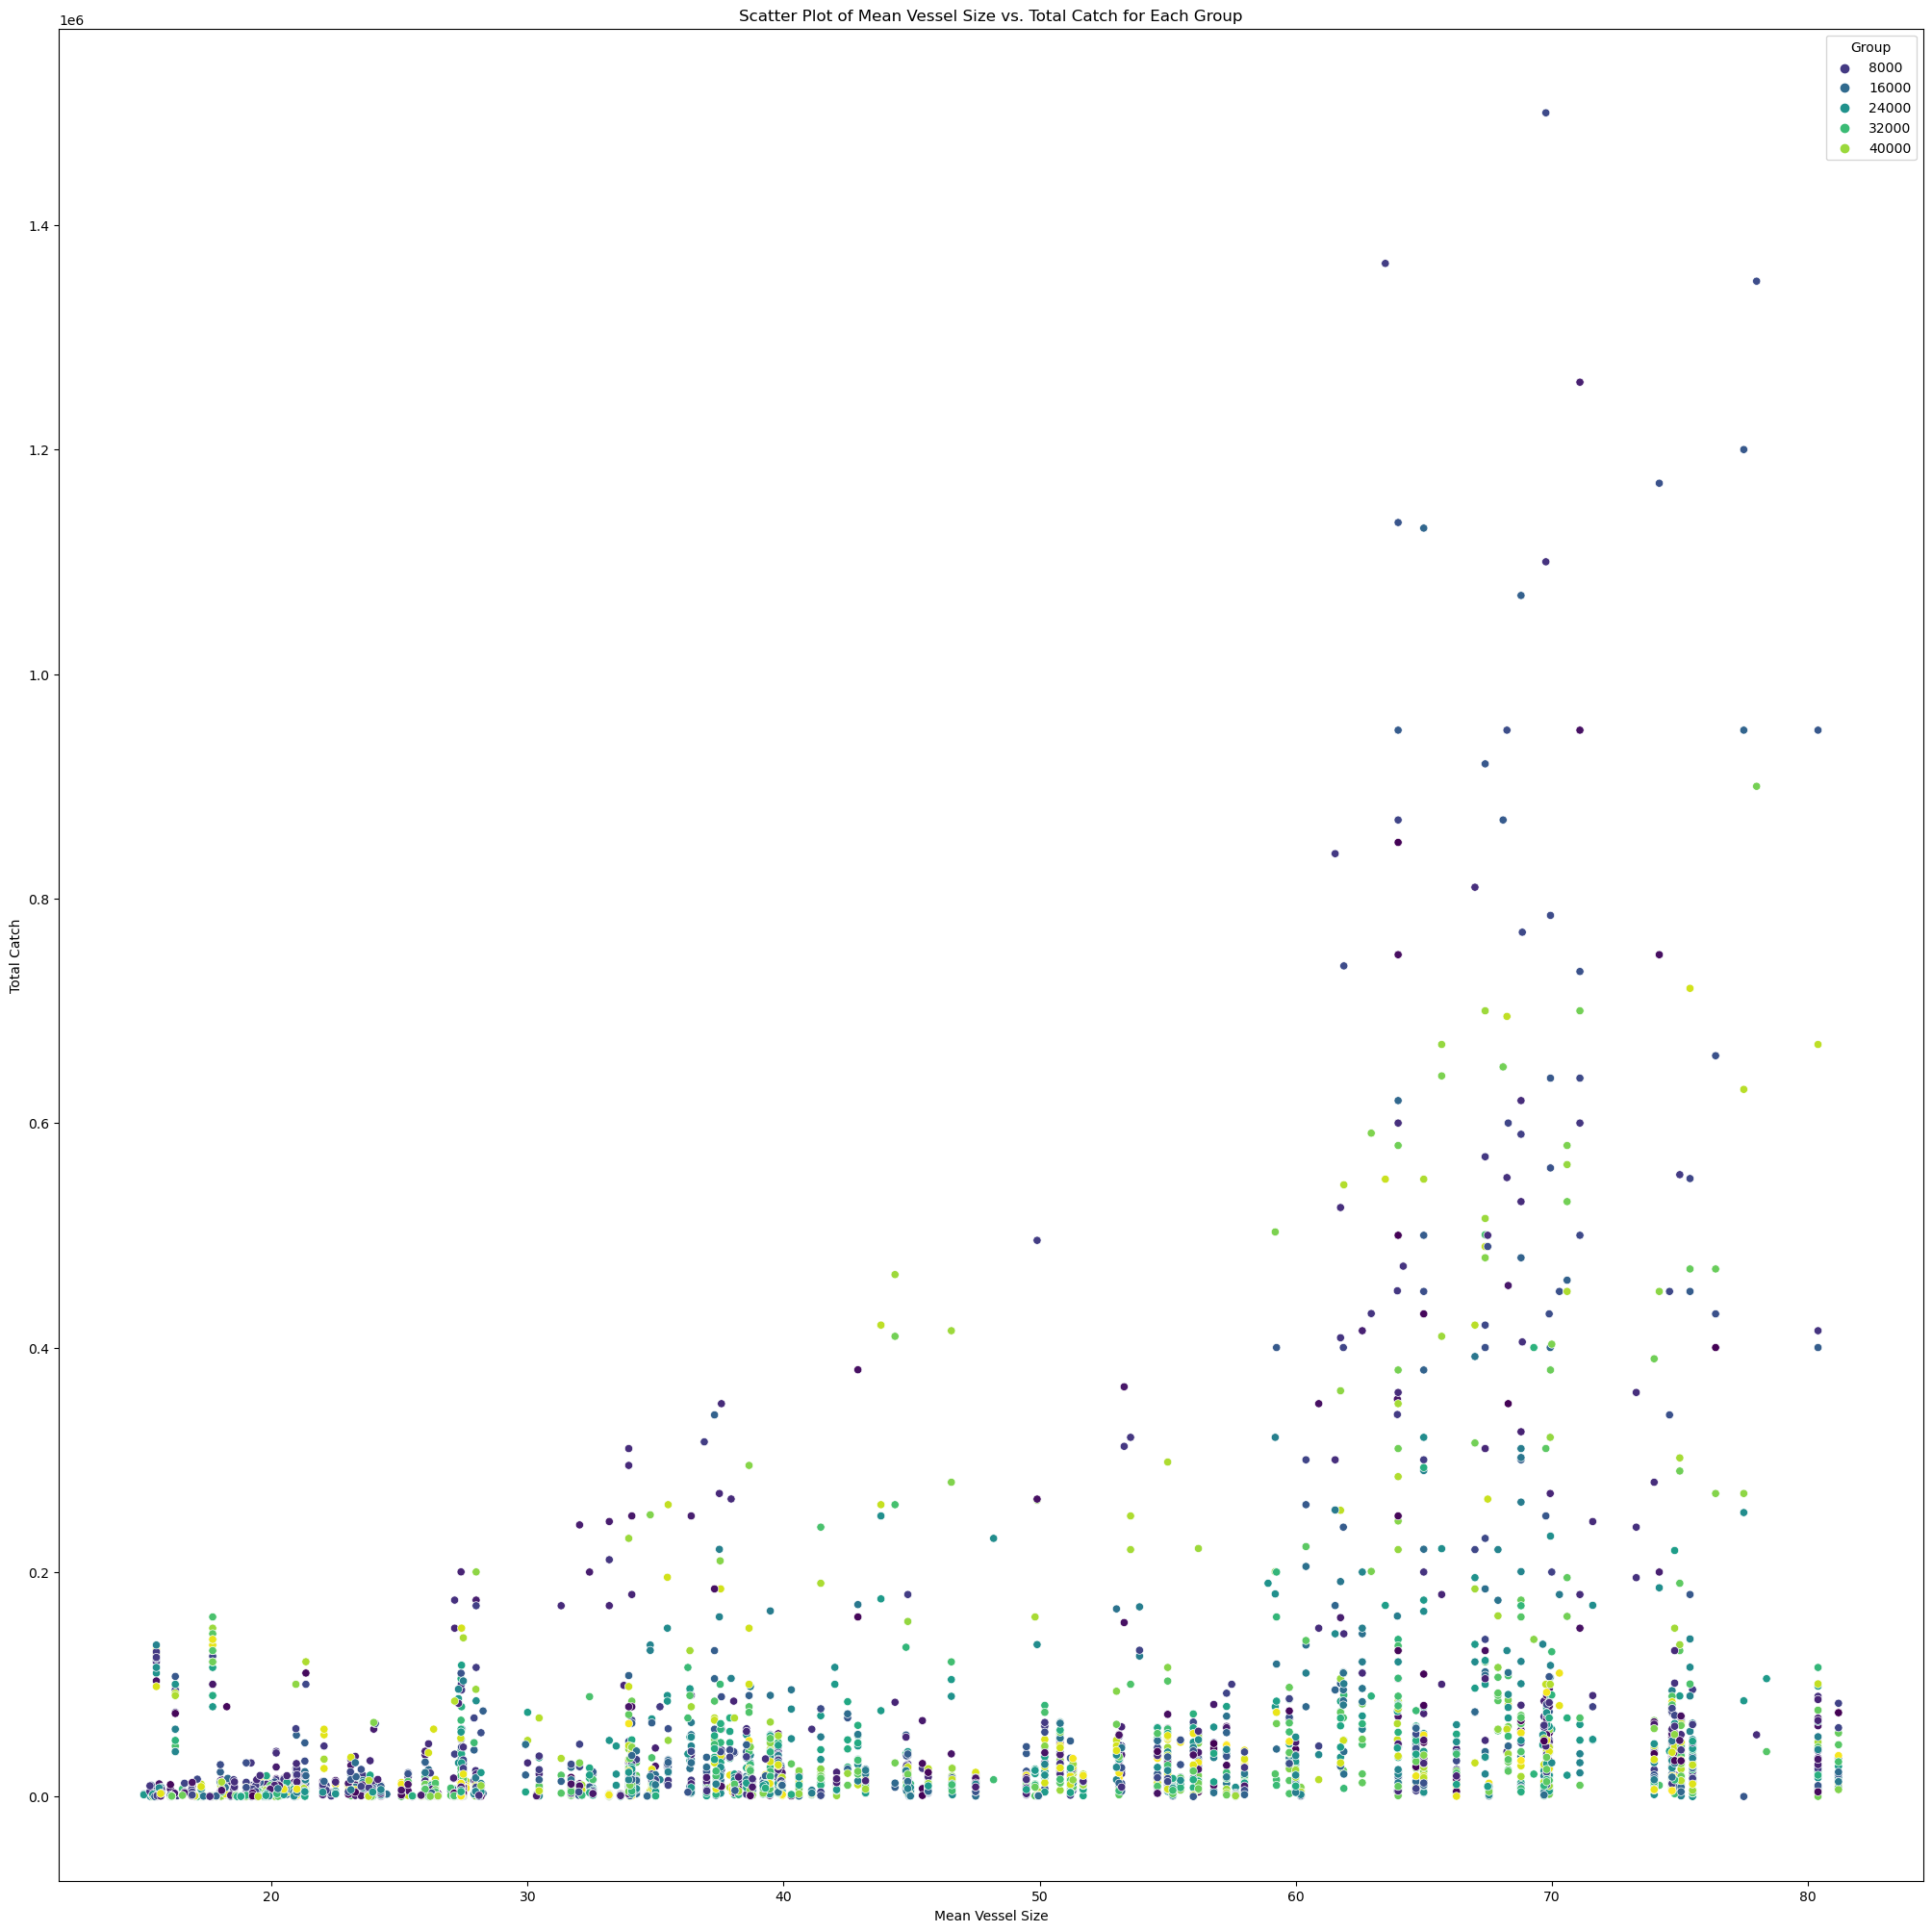 Scatter Plot of Mean Vessel Size vs. Total Catch for Each Group
1e6
Group
8000
16000
24000
32000
40000
1.4
1.2
1.0
0.8
0.6
0.4
0.2
0.0
Total Catch
20 30 40 50 60 70 80
Mean Vessel Size